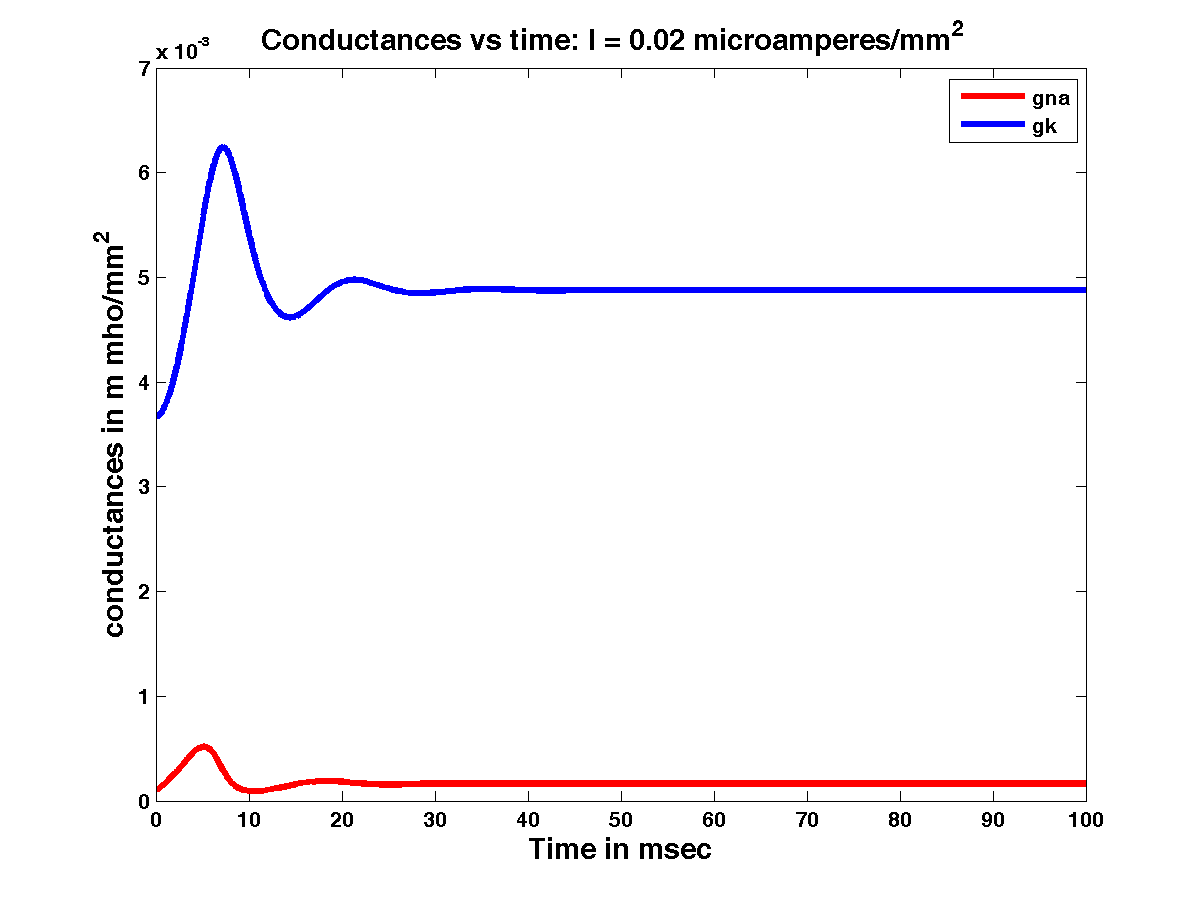 Conductances vs time: I = 0.02 microamperes/mm²
x 10⁻³
gna
gk
7
6
5
4
3
2
1
0
conductances in m mho/mm²
0 10 20 30 40 50 60 70 80 90 100
Time in msec